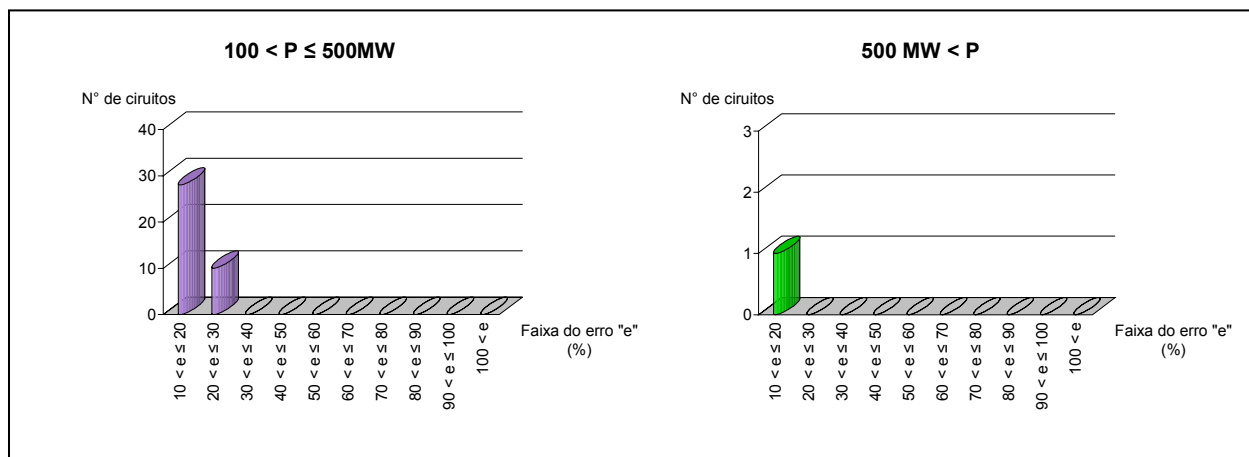 100 < P ≤ 500MW
N° de ciruitos
40
30
20
10
0
10 < e ≤ 20
20 < e ≤ 30
30 < e ≤ 40
40 < e ≤ 50
50 < e ≤ 60
60 < e ≤ 70
70 < e ≤ 80
80 < e ≤ 90
90 < e ≤ 100
100 < e
Faixa do erro "e"
(%)
500 MW < P
N° de ciruitos
3
2
1
0
10 < e ≤ 20
20 < e ≤ 30
30 < e ≤ 40
40 < e ≤ 50
50 < e ≤ 60
60 < e ≤ 70
70 < e ≤ 80
80 < e ≤ 90
90 < e ≤ 100
100 < e
Faixa do erro "e"
(%)